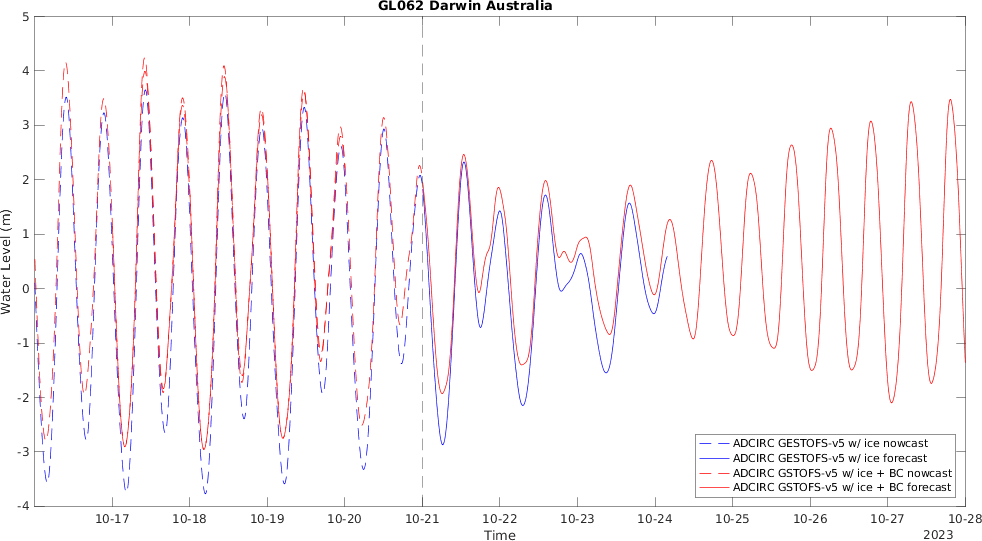 GL062 Darwin Australia
5
4
3
2
1
0
-1
-2
-3
-4
Water Level (m)
ADCIRC GESTOFS-v5 w/ ice nowcast
ADCIRC GESTOFS-v5 w/ ice forecast
ADCIRC GSTOFS-v5 w/ ice + BC nowcast
ADCIRC GSTOFS-v5 w/ ice + BC forecast
10-17 10-18 10-19 10-20 10-21 10-22 10-23 10-24 10-25 10-26 10-27 10-28
Time
2023